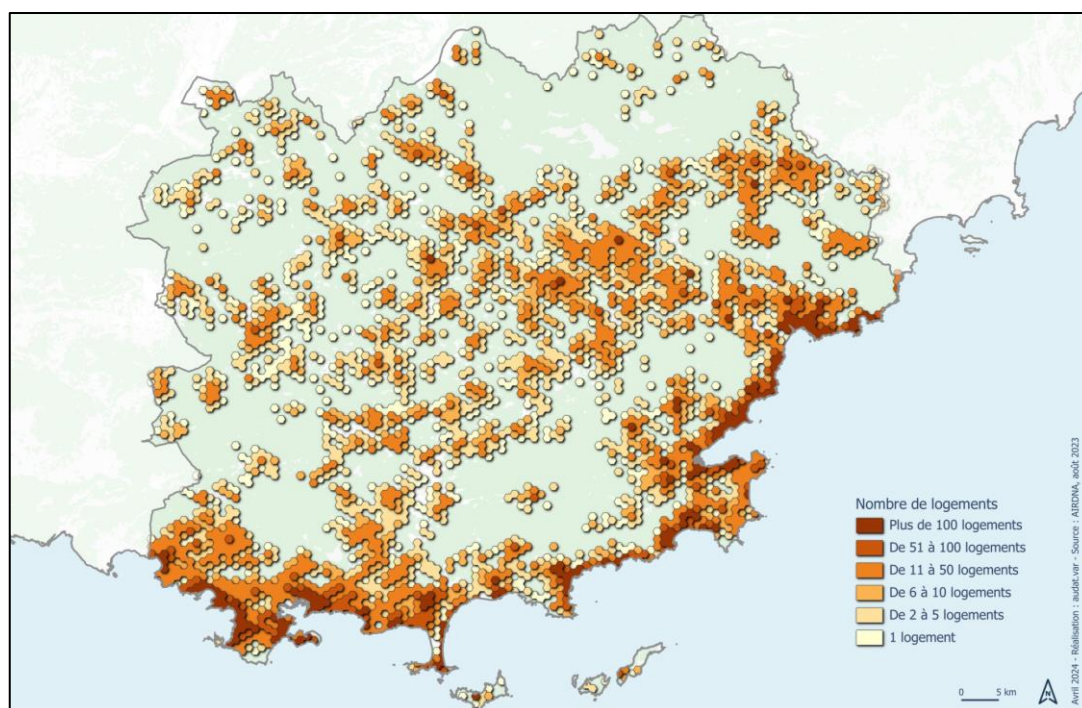 Nombre de logements
Plus de 100 logements
De 51 à 100 logements
De 11 à 50 logements
De 6 à 10 logements
De 2 à 5 logements
1 logement
0 5 km
N
Avril 2024 - Réalisation : audat.var - Source : AIRDNA, août 2023